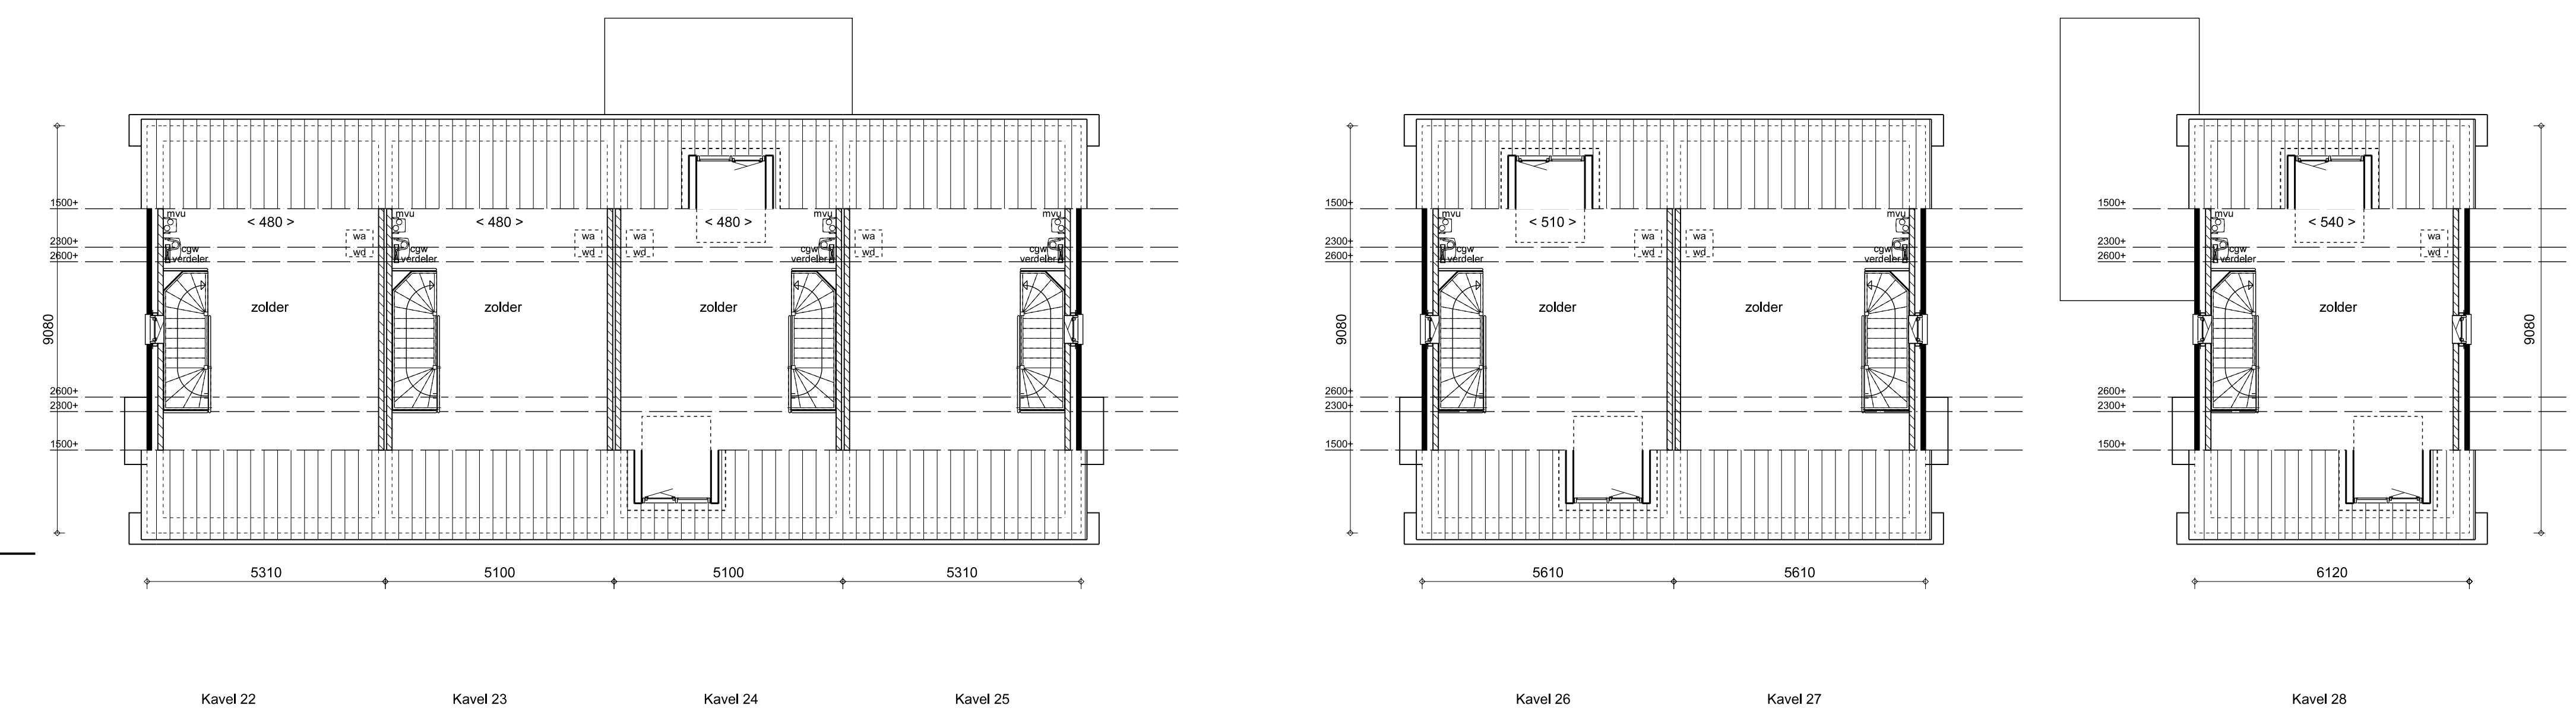 1500+
2300+
2600+
9080
2600+
2300+
1500+
mvu
cgw
verdeler
< 480 >
wa
wd
zolder
mvu
cgw
verdeler
< 480 >
wa
wd
zolder
wa
wd
< 480 >
mvu
cgw
verdeler
zolder
wa
wd
mvu
cgw
verdeler
5310
5100
5100
5310
Kavel 22
Kavel 23
Kavel 24
Kavel 25
1500+
2300+
2600+
9080
2600+
2300+
1500+
mvu
cgw
verdeler
< 510 >
wa
wd
zolder
wa
wd
mvu
cgw
verdeler
zolder
5610
5610
Kavel 26
Kavel 27
1500+
2300+
2600+
2600+
2300+
1500+
mvu
cgw
verdeler
< 540 >
wa
wd
zolder
9080
6120
Kavel 28